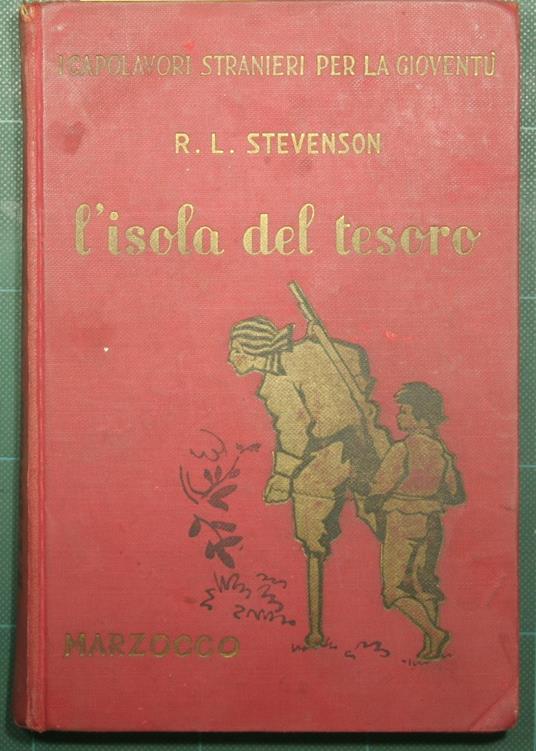 I CAPOLAVORI STRANIERI PER LA GIOVENTÙ
R. L. STEVENSON
l'isola del tesoro
MARZOCCO